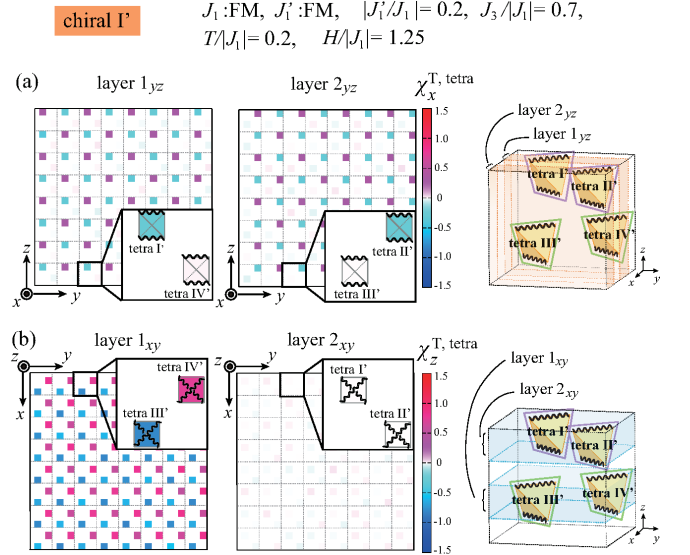 chiral I’
J₁ :FM, J₁’ :FM, |J₁’/J₁ |= 0.2, J₃ /|J₁|= 0.7,
T/|J₁|= 0.2, H/|J₁|= 1.25
(a)
layer 1yz
layer 2yz
χxT, tetra
1.5
1.0
0.5
0
-0.5
-1.0
-1.5
tetra I’
tetra IV’
tetra II’
tetra III’
z
x
y
z
x
y
layer 2yz
layer 1yz
tetra I’
tetra II’
tetra III’
tetra IV’
z
x
y
(b)
layer 1xy
layer 2xy
χzT, tetra
z
y
x
z
y
x
tetra IV’
tetra III’
tetra I’
tetra II’
1.5
1.0
0.5
0
-0.5
-1.0
-1.5
layer 1xy
layer 2xy
tetra I’
tetra II’
tetra III’
tetra IV’
z
x
y